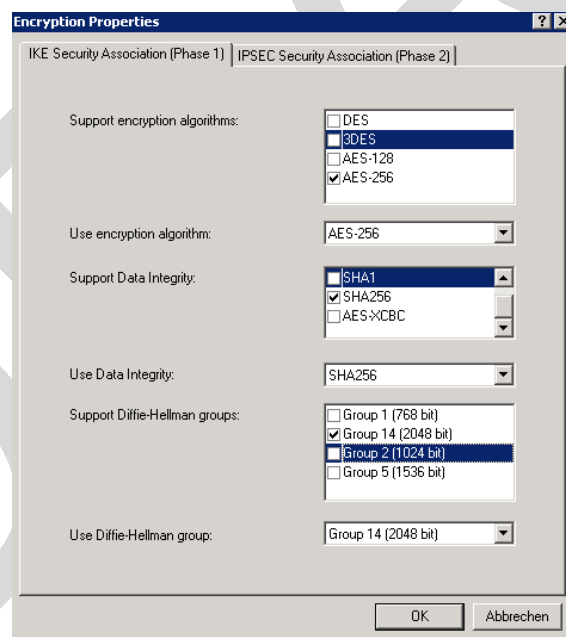 Encryption Properties
IKE Security Association (Phase 1)
IPSEC Security Association (Phase 2)
Support encryption algorithms:
DES
3DES
AES-128
AES-256
Use encryption algorithm:
AES-256
Support Data Integrity:
SHA1
SHA256
AES-XCBC
Use Data Integrity:
SHA256
Support Diffie-Hellman groups:
Group 1 (768 bit)
Group 14 (2048 bit)
Group 2 (1024 bit)
Group 5 (1536 bit)
Use Diffie-Hellman group:
Group 14 (2048 bit)
OK
Abbrechen